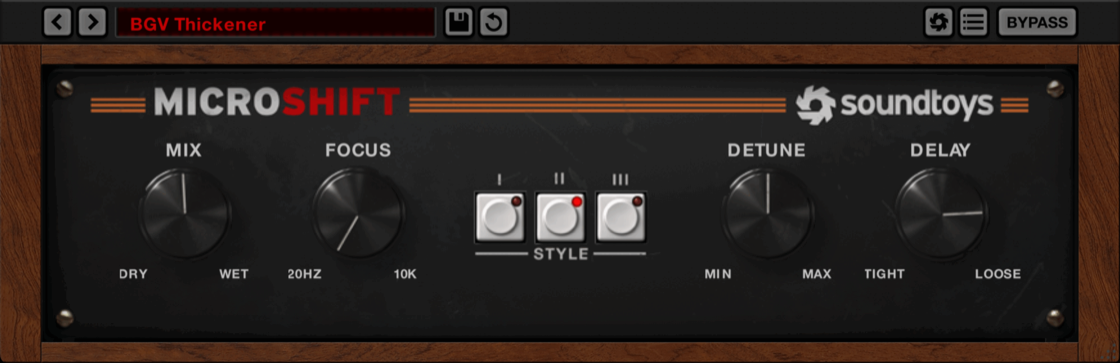 BGV Thickener
BYPASS
MICROSHIFT
soundtoys
MIX
FOCUS
I
II
III
DETUNE
DELAY
DRY
WET
20HZ
10K
STYLE
MIN
MAX
TIGHT
LOOSE